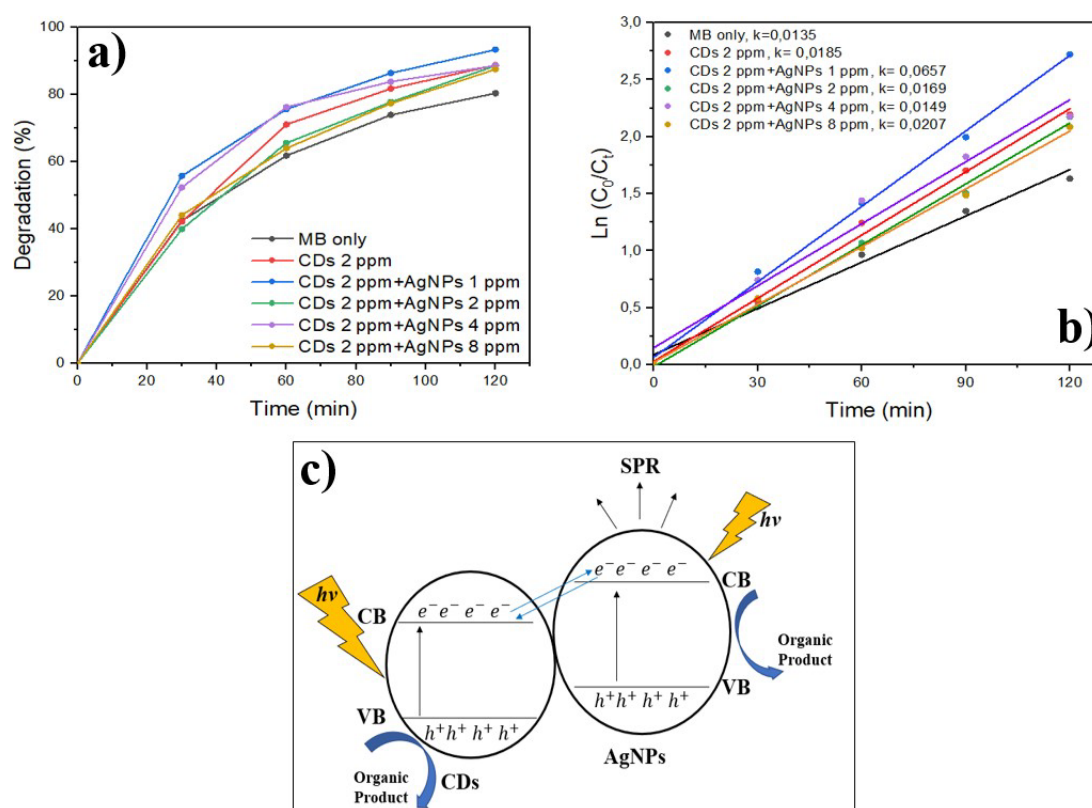 a)
Degradation (%)
100
80
60
40
20
0
MB only
CDs 2 ppm
CDs 2 ppm+AgNPs 1 ppm
CDs 2 ppm+AgNPs 2 ppm
CDs 2 ppm+AgNPs 4 ppm
CDs 2 ppm+AgNPs 8 ppm
0 20 40 60 80 100 120
Time (min)
b)
Ln (C0/Ct)
3,0
2,5
2,0
1,5
1,0
0,5
0,0
MB only, k=0,0135
CDs 2 ppm, k= 0,0185
CDs 2 ppm+AgNPs 1 ppm, k= 0,0657
CDs 2 ppm+AgNPs 2 ppm, k= 0,0169
CDs 2 ppm+AgNPs 4 ppm, k= 0,0149
CDs 2 ppm+AgNPs 8 ppm, k= 0,0207
0 30 60 90 120
Time (min)
c)
SPR
hν
hν
CB
e⁻ e⁻ e⁻ e⁻
e⁻ e⁻ e⁻ e⁻
CB
VB
h⁺ h⁺ h⁺ h⁺
h⁺ h⁺ h⁺ h⁺
VB
Organic
Product
Organic
Product
CDs
AgNPs